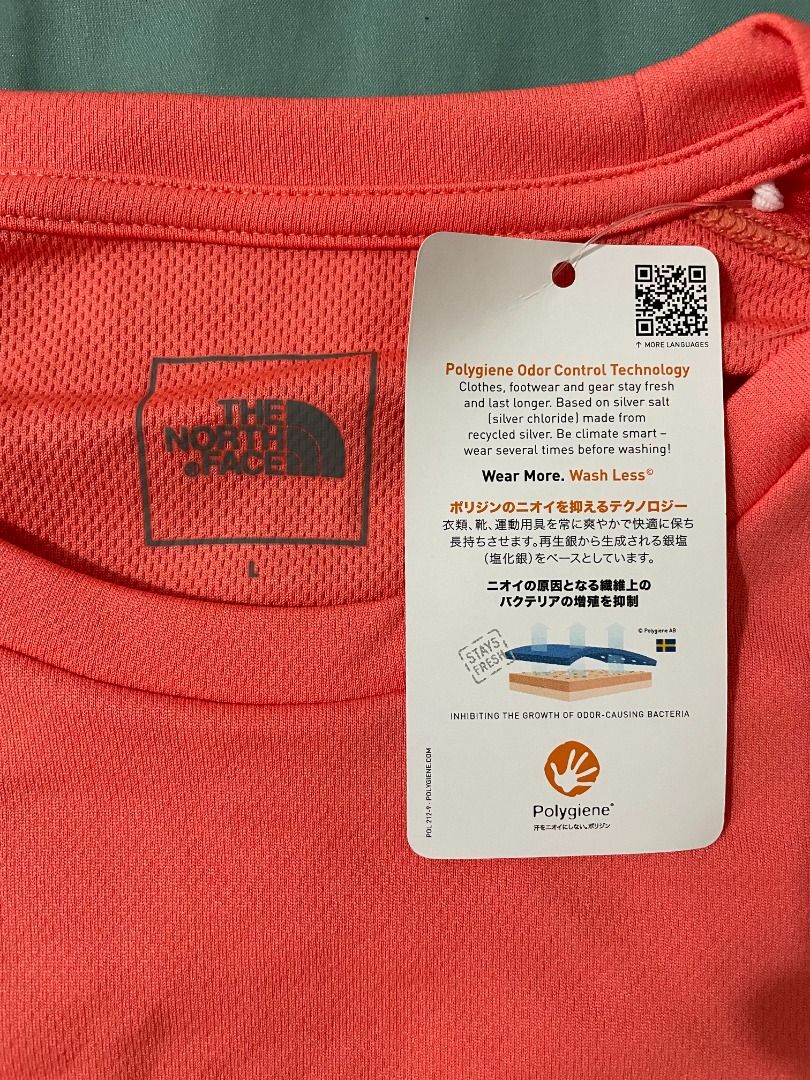 THE
NORTH
FACE
L
↑ MORE LANGUAGES
Polygiene Odor Control Technology
Clothes, footwear and gear stay fresh
and last longer. Based on silver salt
(silver chloride) made from
recycled silver. Be climate smart –
wear several times before washing!
Wear More. Wash Less©
ポリジンのニオイを抑えるテクノロジー
衣類、靴、運動用具を常に爽やかで快適に保ち
長持ちさせます。再生銀から生成される銀塩
(塩化銀)をベースとしています。
ニオイの原因となる繊維上の
バクテリアの増殖を抑制
© Polygiene AB
STAYS
FRESH
INHIBITING THE GROWTH OF ODOR-CAUSING BACTERIA
POL 212-9 · POLYGIENE.COM
Polygiene®
汗をニオイにしない。ポリジン